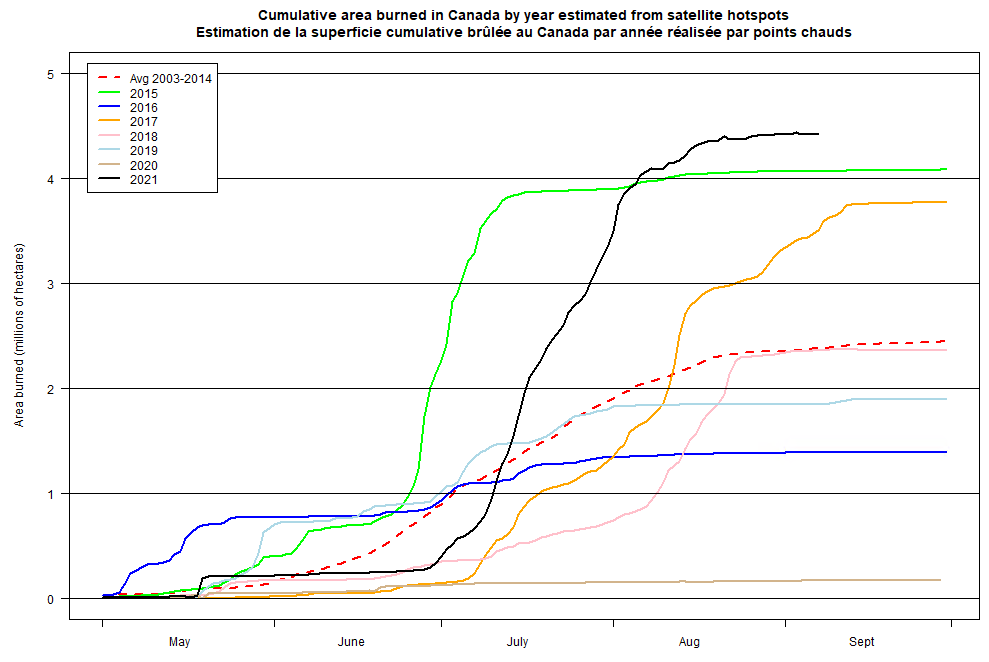 Cumulative area burned in Canada by year estimated from satellite hotspots
Estimation de la superficie cumulative brûlée au Canada par année réalisée par points chauds
Avg 2003-2014
2015
2016
2017
2018
2019
2020
2021
Area burned (millions of hectares)
5
4
3
2
1
0
May June July Aug Sept